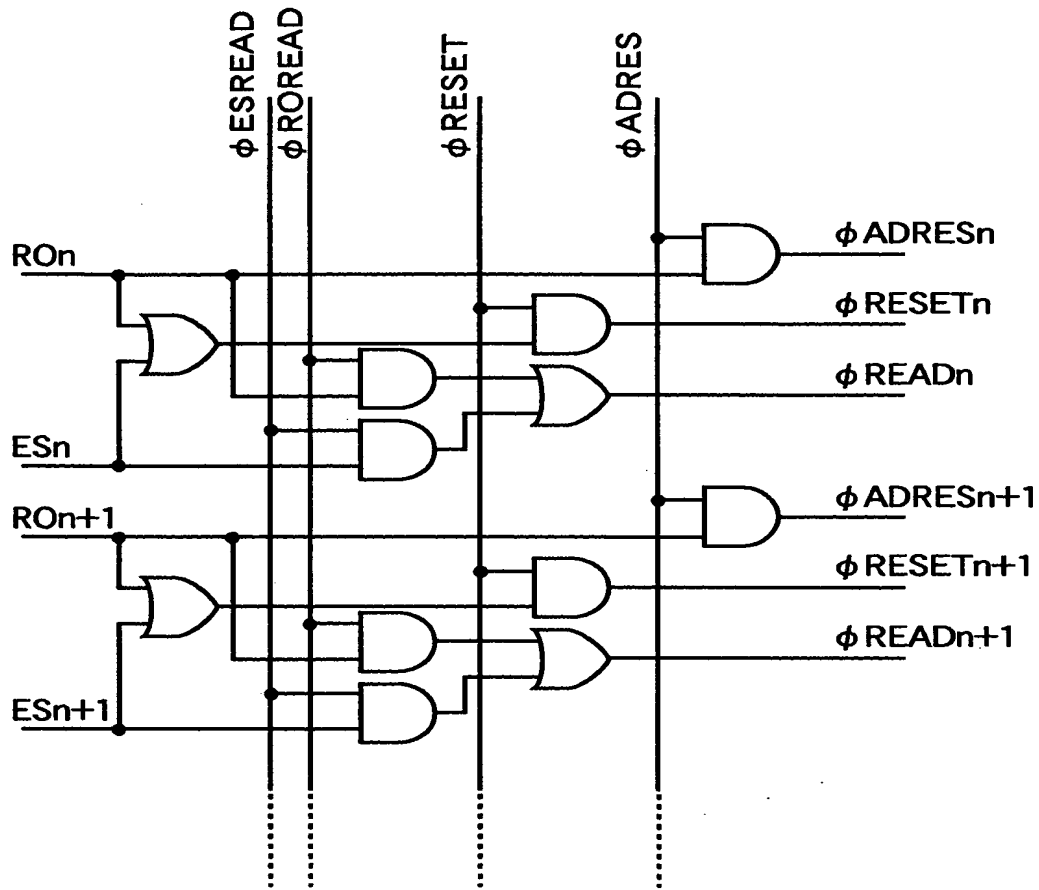 φESREAD
φROREAD
φRESET
φADRES
ROn
φADRESn
φRESETn
φREADn
ESn
ROn+1
φADRESn+1
φRESETn+1
φREADn+1
ESn+1